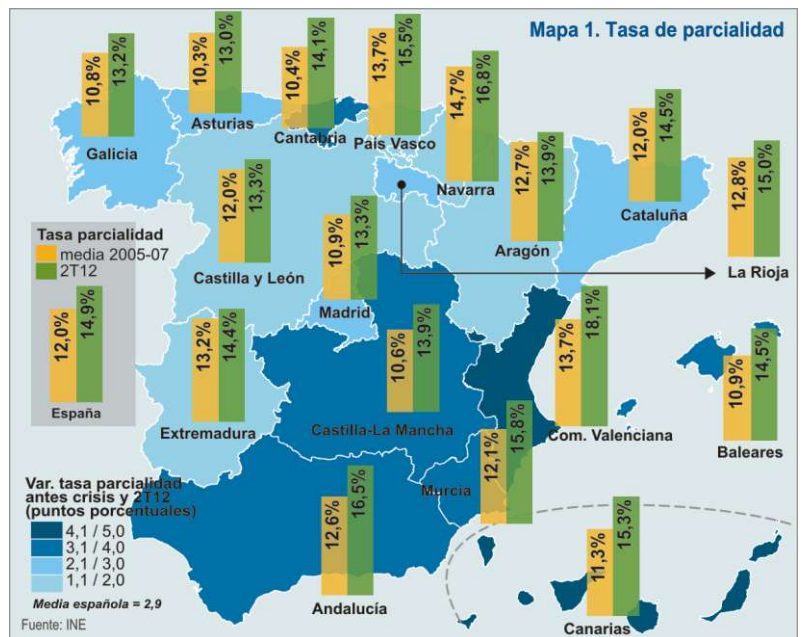 Mapa 1. Tasa de parcialidad
10,8%
13,2%
Galicia
10,3%
13,0%
Asturias
10,4%
14,1%
Cantabria
13,7%
15,5%
País Vasco
14,7%
16,8%
Navarra
12,7%
13,9%
Aragón
12,0%
14,5%
Cataluña
12,8%
15,0%
La Rioja
12,0%
13,3%
Castilla y León
10,9%
13,3%
Madrid
Tasa parcialidad
media 2005-07
2T12
12,0%
14,9%
España
13,2%
14,4%
Extremadura
10,6%
13,9%
Castilla-La Mancha
13,7%
18,1%
Com. Valenciana
10,9%
14,5%
Baleares
12,1%
15,8%
Murcia
12,6%
16,5%
Andalucía
11,3%
15,3%
Canarias
Var. tasa parcialidad
antes crisis y 2T12
(puntos porcentuales)
4,1 / 5,0
3,1 / 4,0
2,1 / 3,0
1,1 / 2,0
Media española = 2,9
Fuente: INE